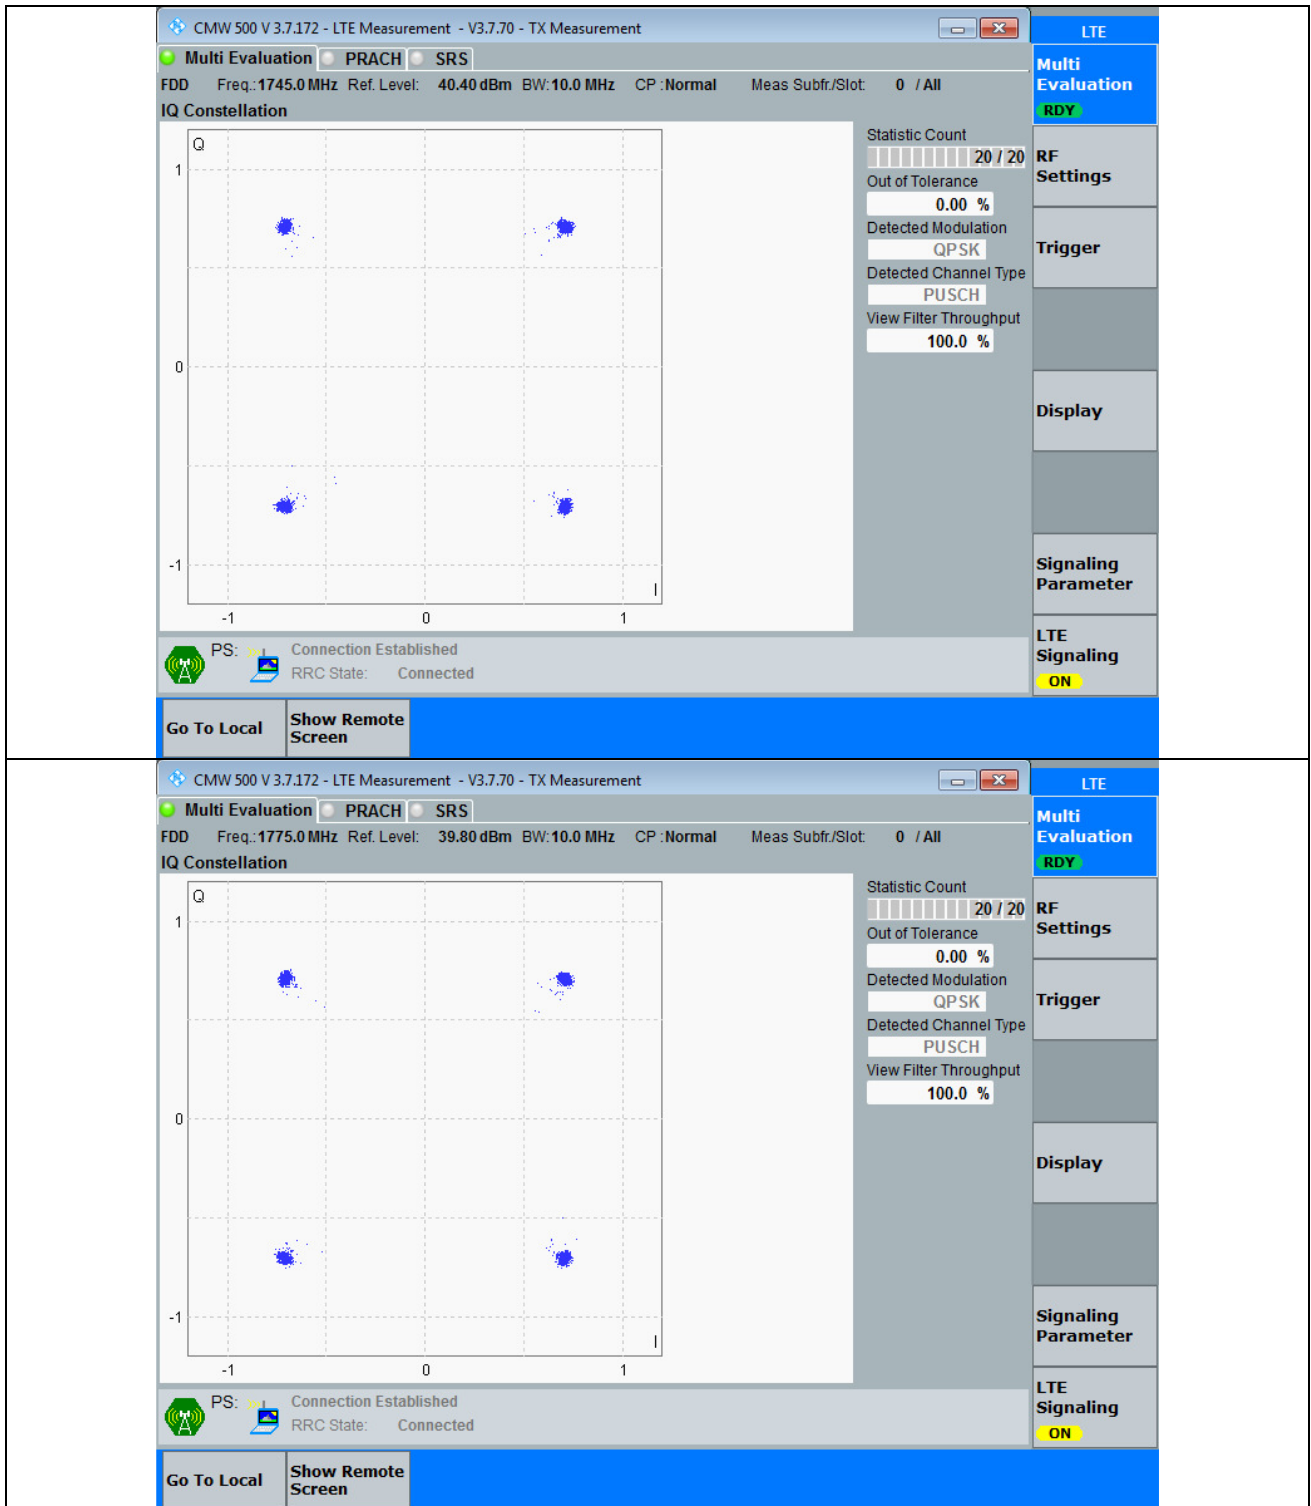 CMW 500 V 3.7.172 - LTE Measurement - V3.7.70 - TX Measurement
LTE
Multi Evaluation PRACH SRS
Multi
Evaluation
RDY
FDD Freq.:1745.0 MHz Ref. Level: 40.40 dBm BW:10.0 MHz CP :Normal Meas Subfr./Slot: 0 / All
IQ Constellation
Q
1
0
-1
-1 0 1
I
Statistic Count
20 / 20
Out of Tolerance
0.00 %
Detected Modulation
QPSK
Detected Channel Type
PUSCH
View Filter Throughput
100.0 %
RF
Settings
Trigger
Display
Signaling
Parameter
LTE
Signaling
ON
PS: Connection Established
RRC State: Connected
Go To Local
Show Remote
Screen
CMW 500 V 3.7.172 - LTE Measurement - V3.7.70 - TX Measurement
LTE
Multi Evaluation PRACH SRS
Multi
Evaluation
RDY
FDD Freq.:1775.0 MHz Ref. Level: 39.80 dBm BW:10.0 MHz CP :Normal Meas Subfr./Slot: 0 / All
IQ Constellation
Q
1
0
-1
-1 0 1
I
Statistic Count
20 / 20
Out of Tolerance
0.00 %
Detected Modulation
QPSK
Detected Channel Type
PUSCH
View Filter Throughput
100.0 %
RF
Settings
Trigger
Display
Signaling
Parameter
LTE
Signaling
ON
PS: Connection Established
RRC State: Connected
Go To Local
Show Remote
Screen